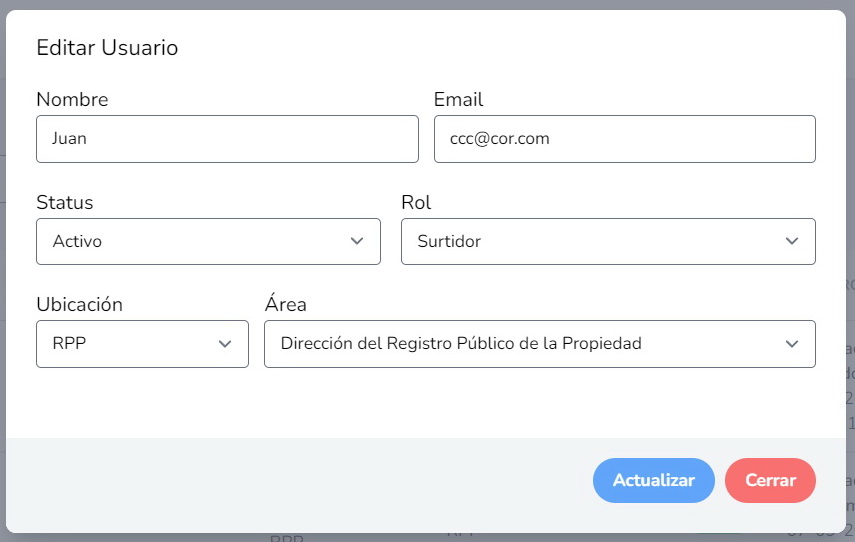 Editar Usuario
Nombre
Email
Juan
ccc@cor.com
Status
Rol
Activo
Surtidor
Ubicación
Área
RPP
Dirección del Registro Público de la Propiedad
Actualizar
Cerrar